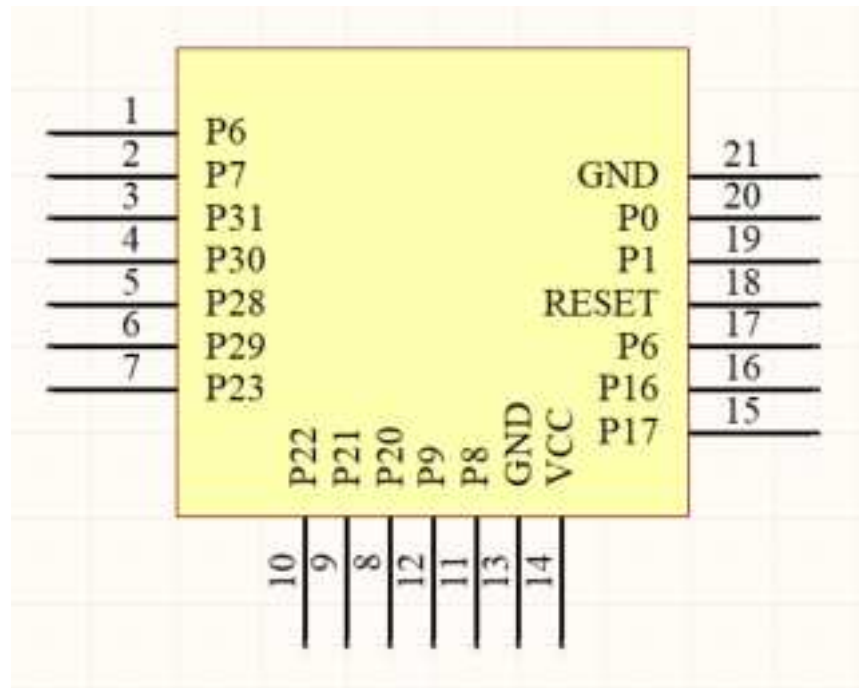 1 P6
2 P7
3 P31
4 P30
5 P28
6 P29
7 P23
GND 21
P0 20
P1 19
RESET 18
P6 17
P16 16
P17 15
P22 10
P21 9
P20 8
P9 12
P8 11
GND 13
VCC 14